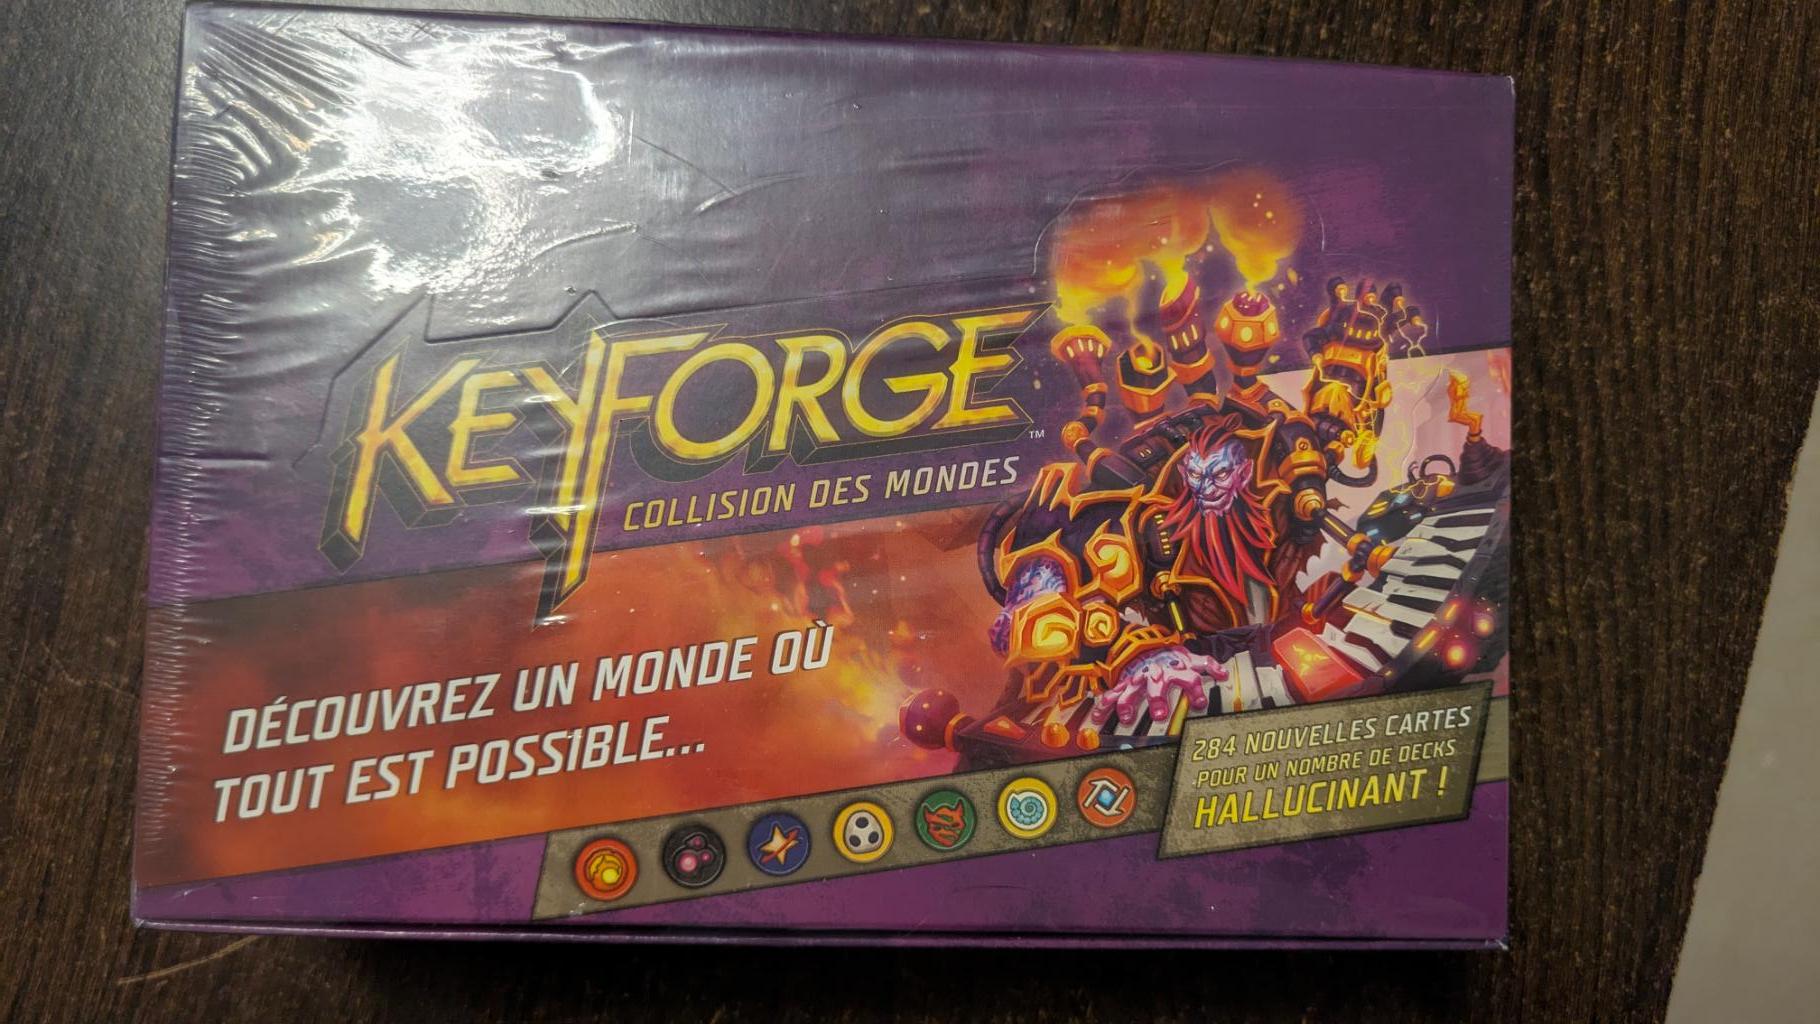 KEYFORGE
TM
COLLISION DES MONDES
DÉCOUVREZ UN MONDE OÙ
TOUT EST POSSIBLE...
284 NOUVELLES CARTES
POUR UN NOMBRE DE DECKS
HALLUCINANT !